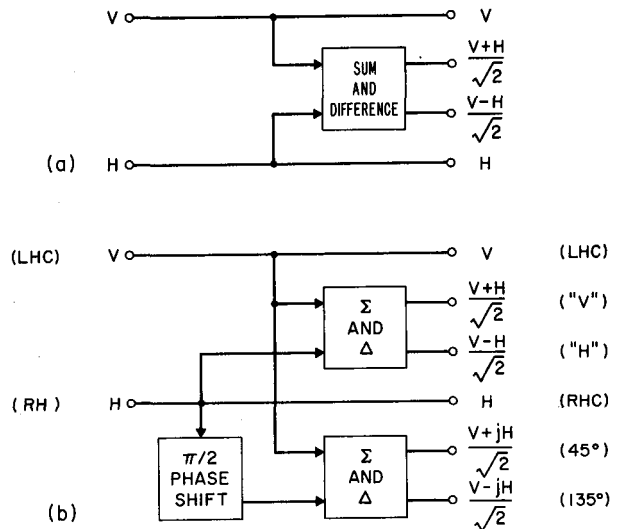 V V
V+H
√2
SUM
AND
DIFFERENCE
V-H
√2
(a) H H
(LHC) V V (LHC)
V+H
√2
("V")
Σ
AND
Δ
V-H
√2
("H")
(RH) H H (RHC)
π/2
PHASE
SHIFT
Σ
AND
Δ
V+jH
√2
(45°)
V-jH
√2
(135°)
(b)